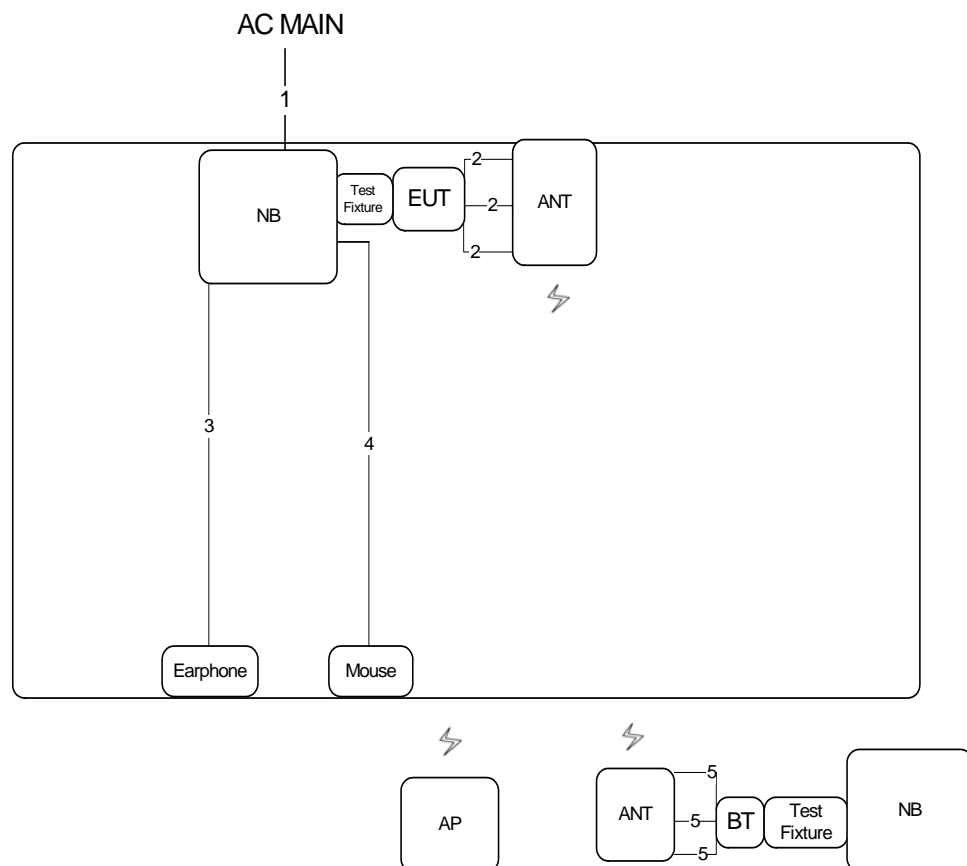 AC MAIN
1
NB
Test
Fixture
EUT
2
2
2
ANT
3
4
Earphone
Mouse
AP
ANT
5
5
5
BT
Test
Fixture
NB